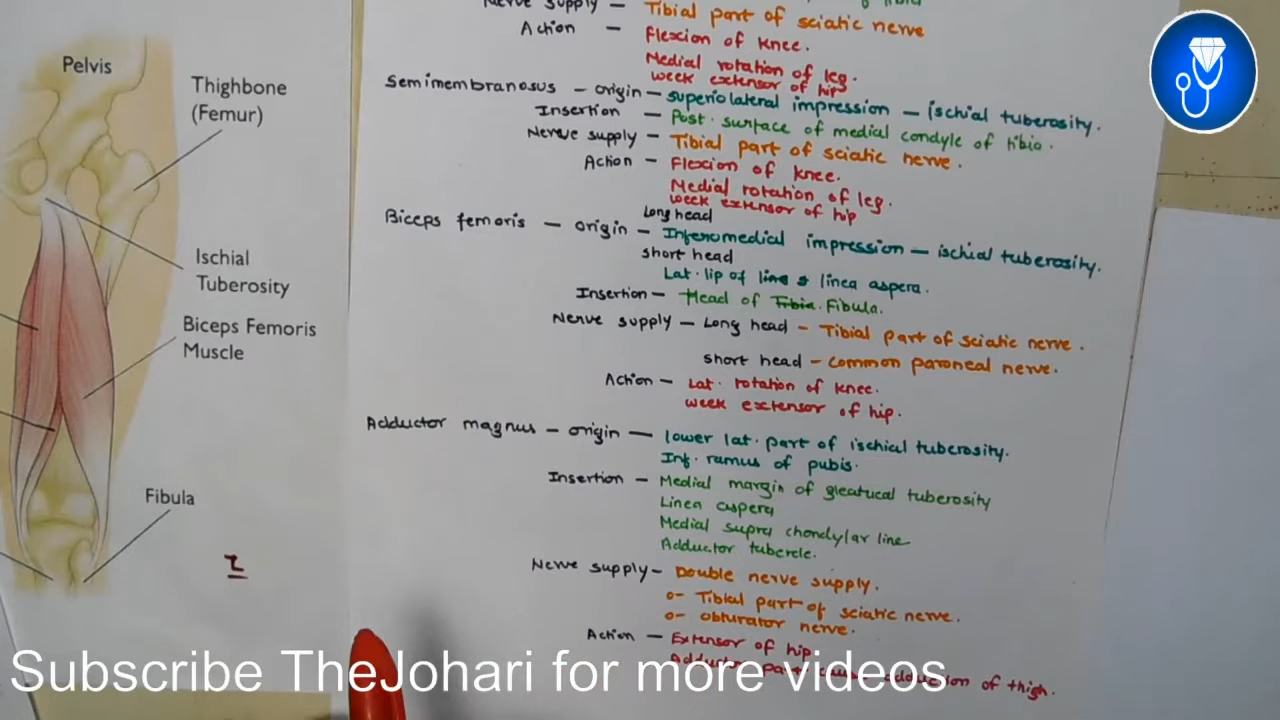 Pelvis
Thighbone
(Femur)
Ischial
Tuberosity
Biceps Femoris
Muscle
Fibula
Nerve supply — Tibial part of sciatic nerve
Action — Flexion of knee.
Medial rotation of leg.
week extensor of hip
Semimembranosus - origin — superiolateral impression — ischial tuberosity.
Insertion — Post. surface of medial condyle of tibia.
Nerve supply — Tibial part of sciatic nerve.
Action — Flexion of knee.
Medial rotation of leg.
week extensor of hip
Biceps femoris — origin — Long head
Inferomedial impression — ischial tuberosity.
short head
Lat. lip of linea aspera.
Insertion — Head of Tibia. Fibula.
Nerve supply — Long head - Tibial part of sciatic nerve.
short head - Common paroneal nerve.
Action — Lat. rotation of knee.
week extensor of hip.
Adductor magnus - origin — lower lat. part of ischial tuberosity.
Inf. ramus of pubis.
Insertion — Medial margin of gleatucal tuberosity
Linea aspera
Medial supra chondylar line
Adductor tubercle.
Nerve supply - Double nerve supply.
o- Tibial part of sciatic nerve.
o- obturator nerve.
Action — Extensor of hip
Adductor part adduction of thigh.
Subscribe TheJohari for more videos